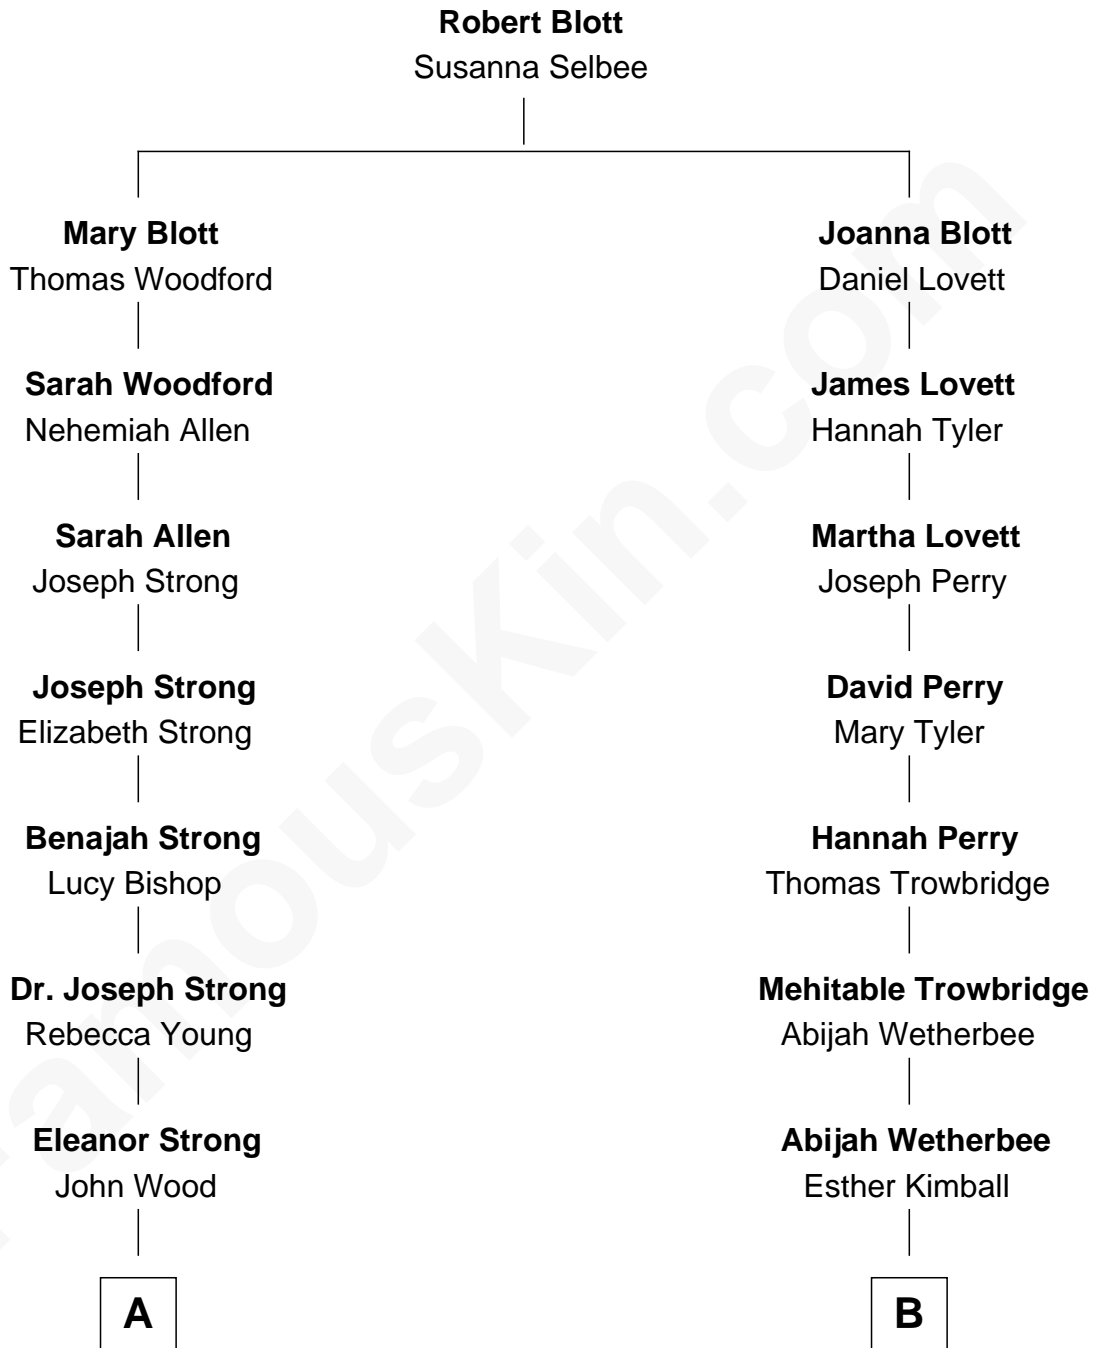 Robert Blott
Susanna Selbee
Mary Blott
Thomas Woodford
Joanna Blott
Daniel Lovett
Sarah Woodford
Nehemiah Allen
James Lovett
Hannah Tyler
Sarah Allen
Joseph Strong
Martha Lovett
Joseph Perry
Joseph Strong
Elizabeth Strong
David Perry
Mary Tyler
Benajah Strong
Lucy Bishop
Hannah Perry
Thomas Trowbridge
Dr. Joseph Strong
Rebecca Young
Mehitable Trowbridge
Abijah Wetherbee
Eleanor Strong
John Wood
Abijah Wetherbee
Esther Kimball
A
B
FamousKin.com